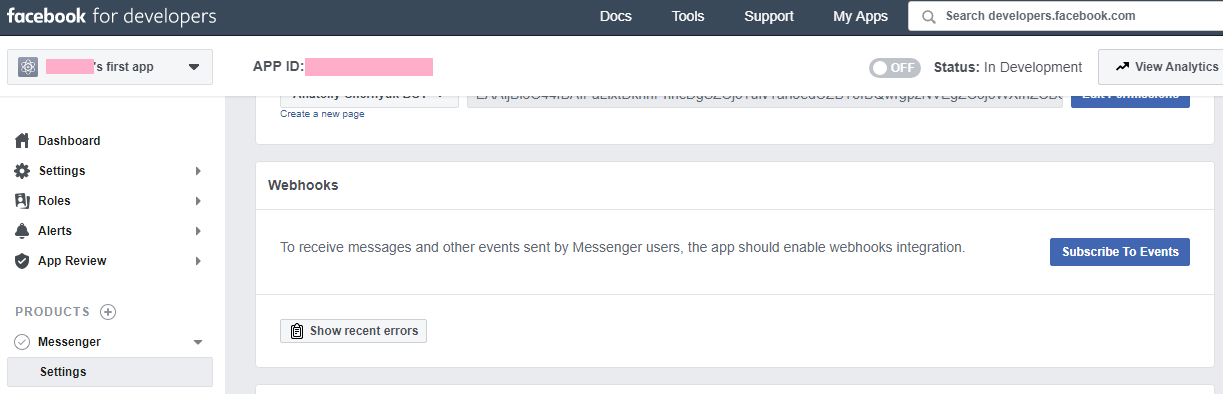 facebook for developers
Docs
Tools
Support
My Apps
Search developers.facebook.com
's first app
APP ID:
OFF
Status: In Development
View Analytics
Create a new page
Dashboard
Settings
Roles
Alerts
App Review
PRODUCTS
Messenger
Settings
Webhooks
To receive messages and other events sent by Messenger users, the app should enable webhooks integration.
Subscribe To Events
Show recent errors